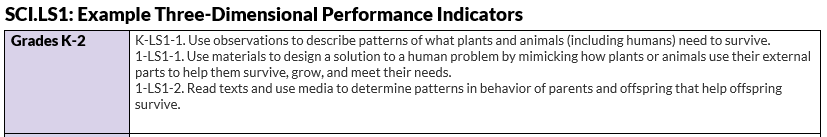 SCI.LS1: Example Three-Dimensional Performance Indicators
Grades K-2
K-LS1-1. Use observations to describe patterns of what plants and animals (including humans) need to survive.
1-LS1-1. Use materials to design a solution to a human problem by mimicking how plants or animals use their external
parts to help them survive, grow, and meet their needs.
1-LS1-2. Read texts and use media to determine patterns in behavior of parents and offspring that help offspring
survive.